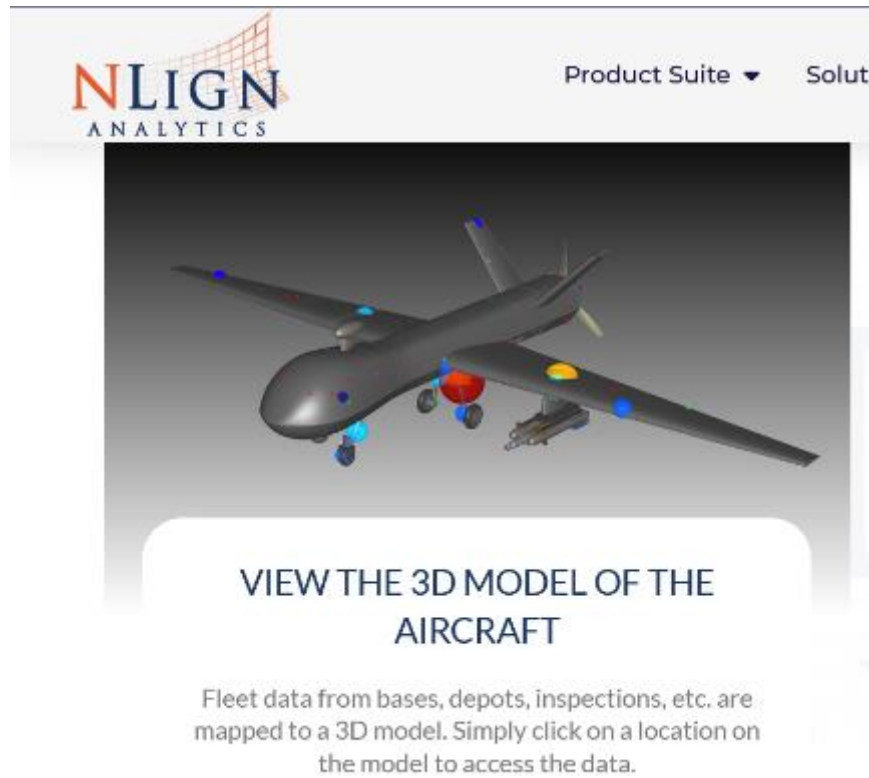 NLIGN
ANALYTICS
Product Suite
Solut
VIEW THE 3D MODEL OF THE
AIRCRAFT
Fleet data from bases, depots, inspections, etc. are
mapped to a 3D model. Simply click on a location on
the model to access the data.